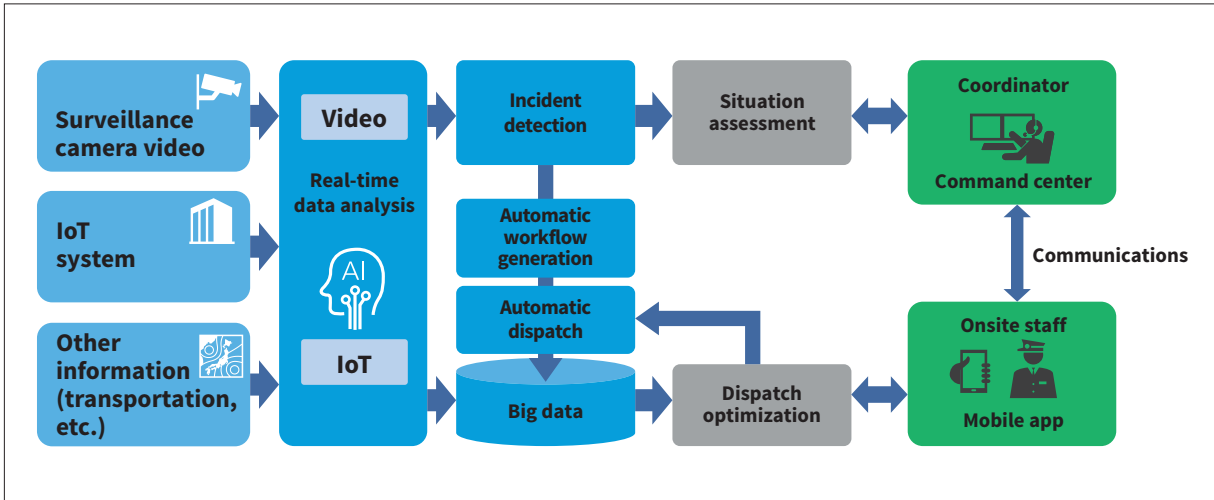 Surveillance
camera video
IoT
system
Other
information
(transportation,
etc.)
Video
Real-time
data analysis
AI
IoT
Incident
detection
Automatic
workflow
generation
Automatic
dispatch
Big data
Situation
assessment
Dispatch
optimization
Coordinator
Command center
Communications
Onsite staff
Mobile app